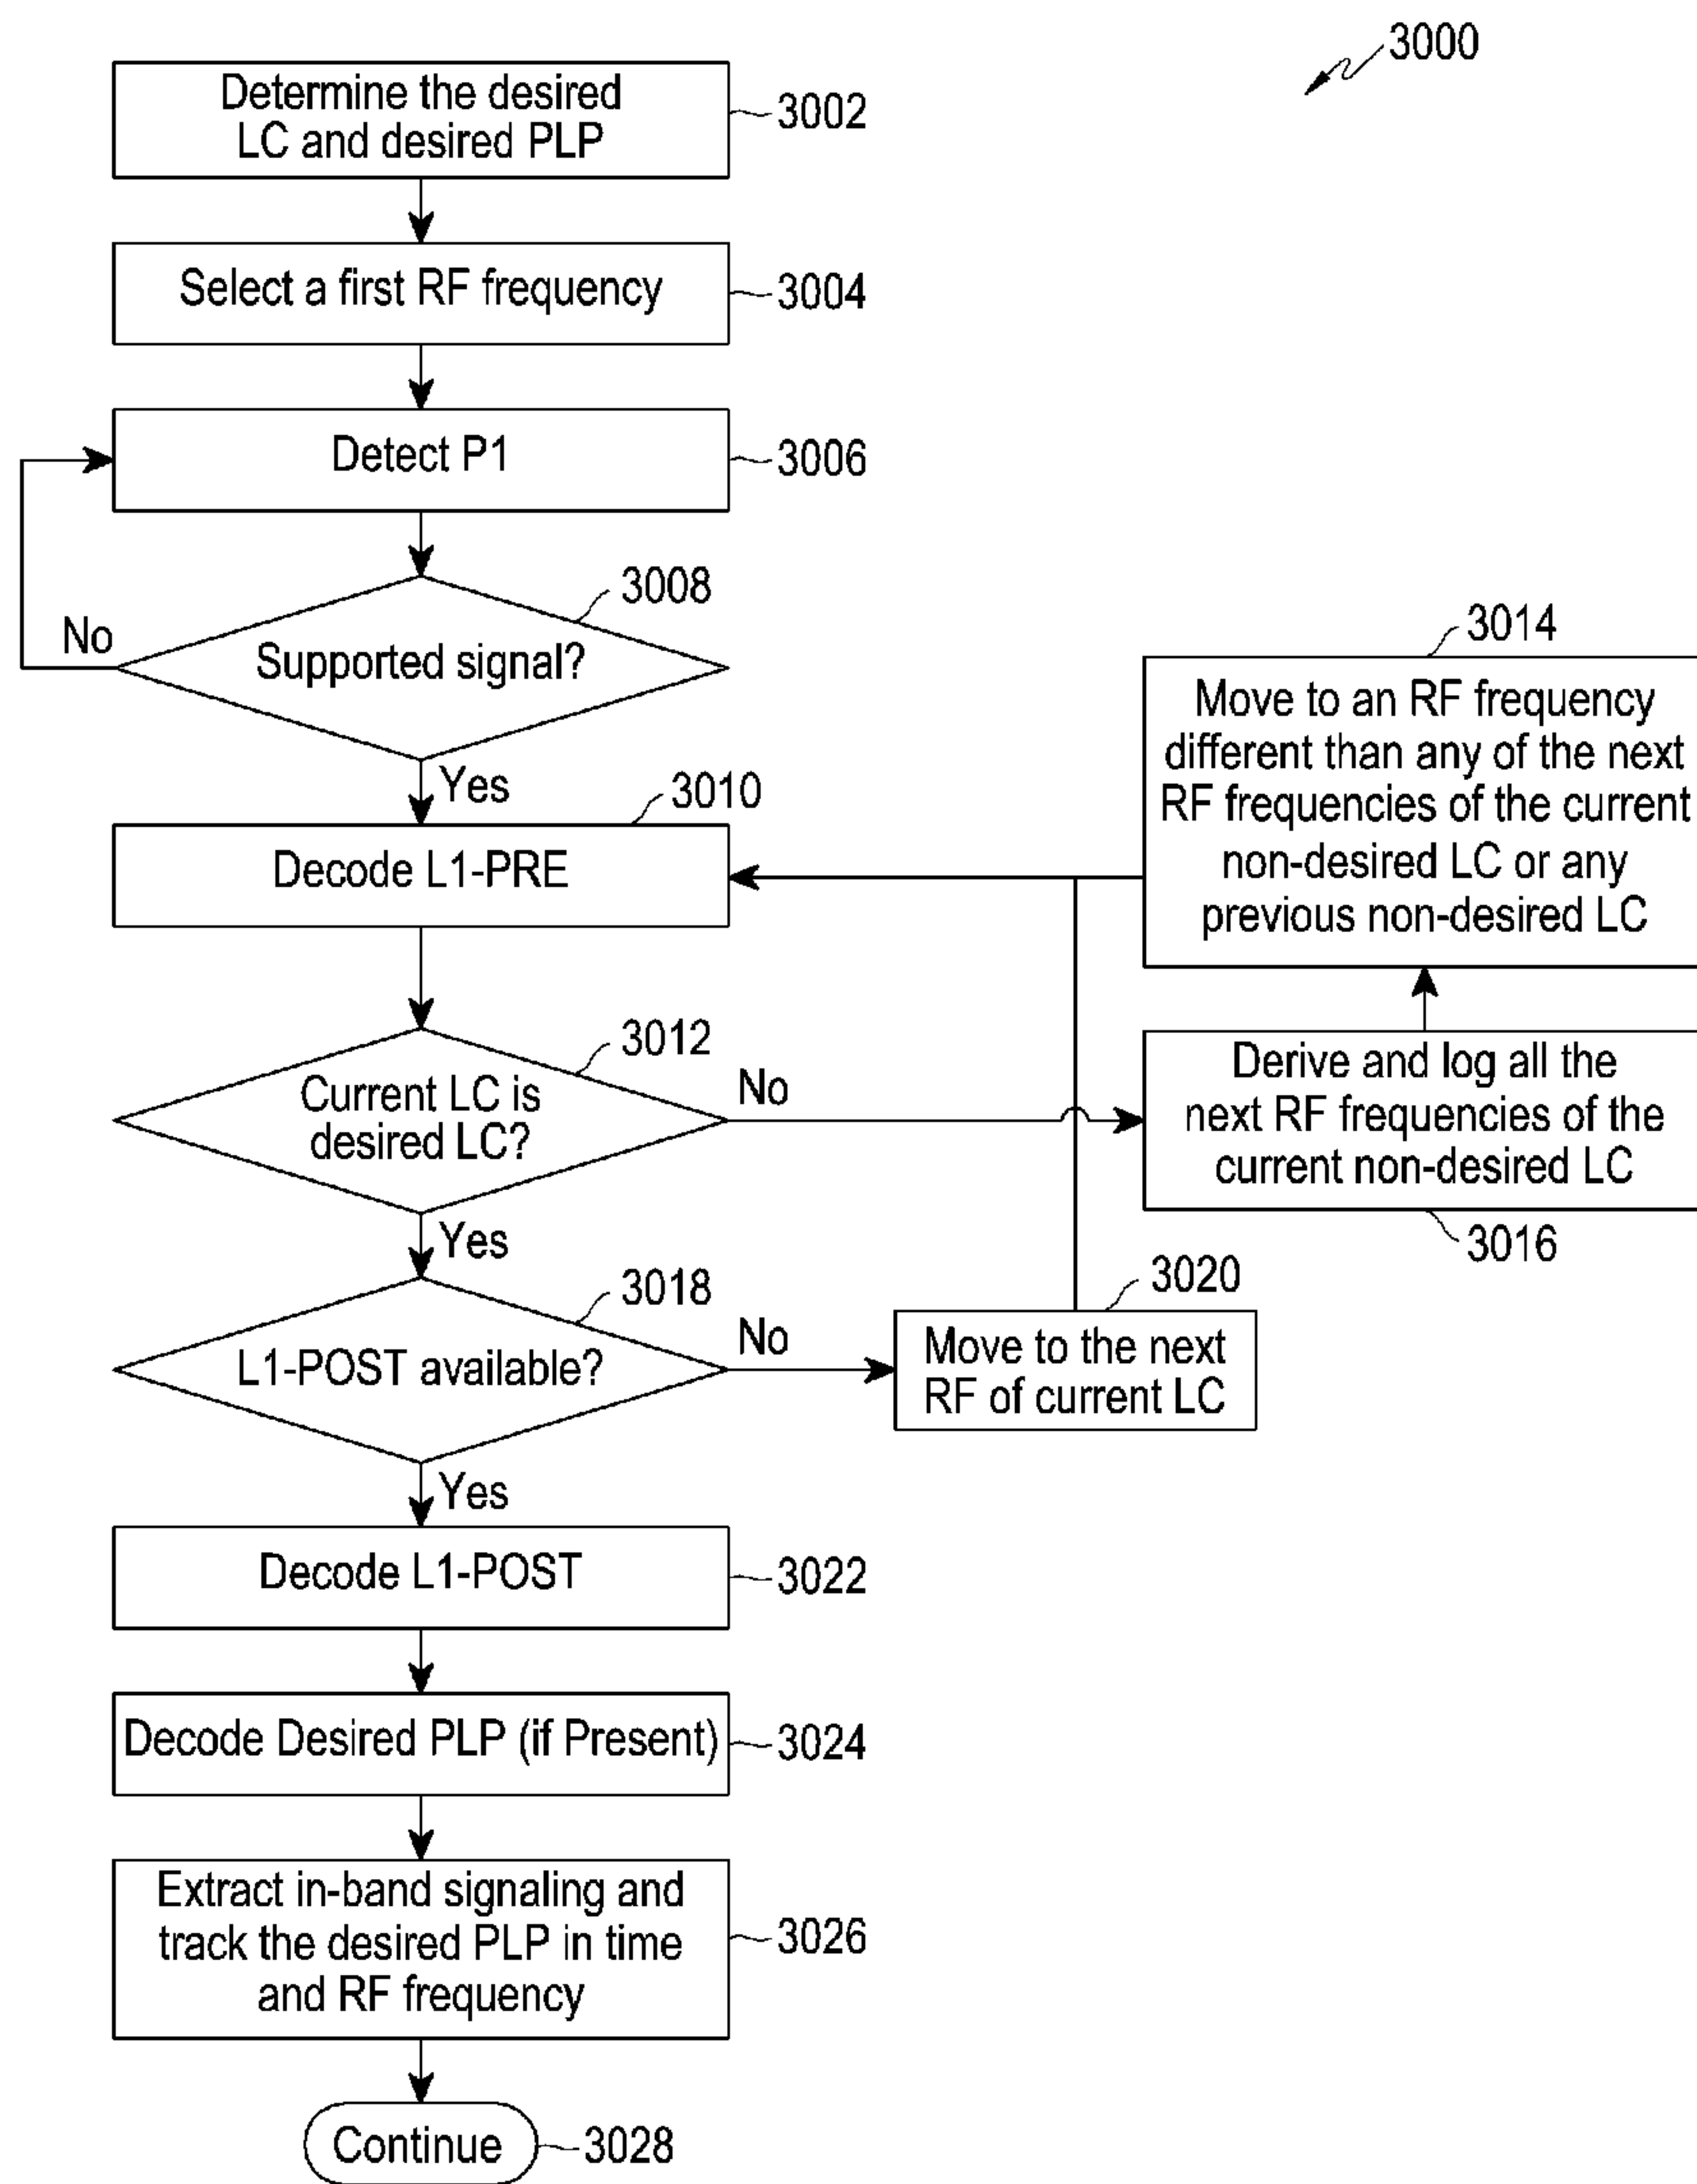 3000
Determine the desired
LC and desired PLP
3002
Select a first RF frequency
3004
Detect P1
3006
3008
Supported signal?
No
Yes
3010
Decode L1-PRE
3014
Move to an RF frequency
different than any of the next
RF frequencies of the current
non-desired LC or any
previous non-desired LC
3012
Current LC is
desired LC?
No
Yes
Derive and log all the
next RF frequencies of the
current non-desired LC
3016
3018
L1-POST available?
No
Yes
3020
Move to the next
RF of current LC
Decode L1-POST
3022
Decode Desired PLP (if Present)
3024
Extract in-band signaling and
track the desired PLP in time
and RF frequency
3026
Continue
3028